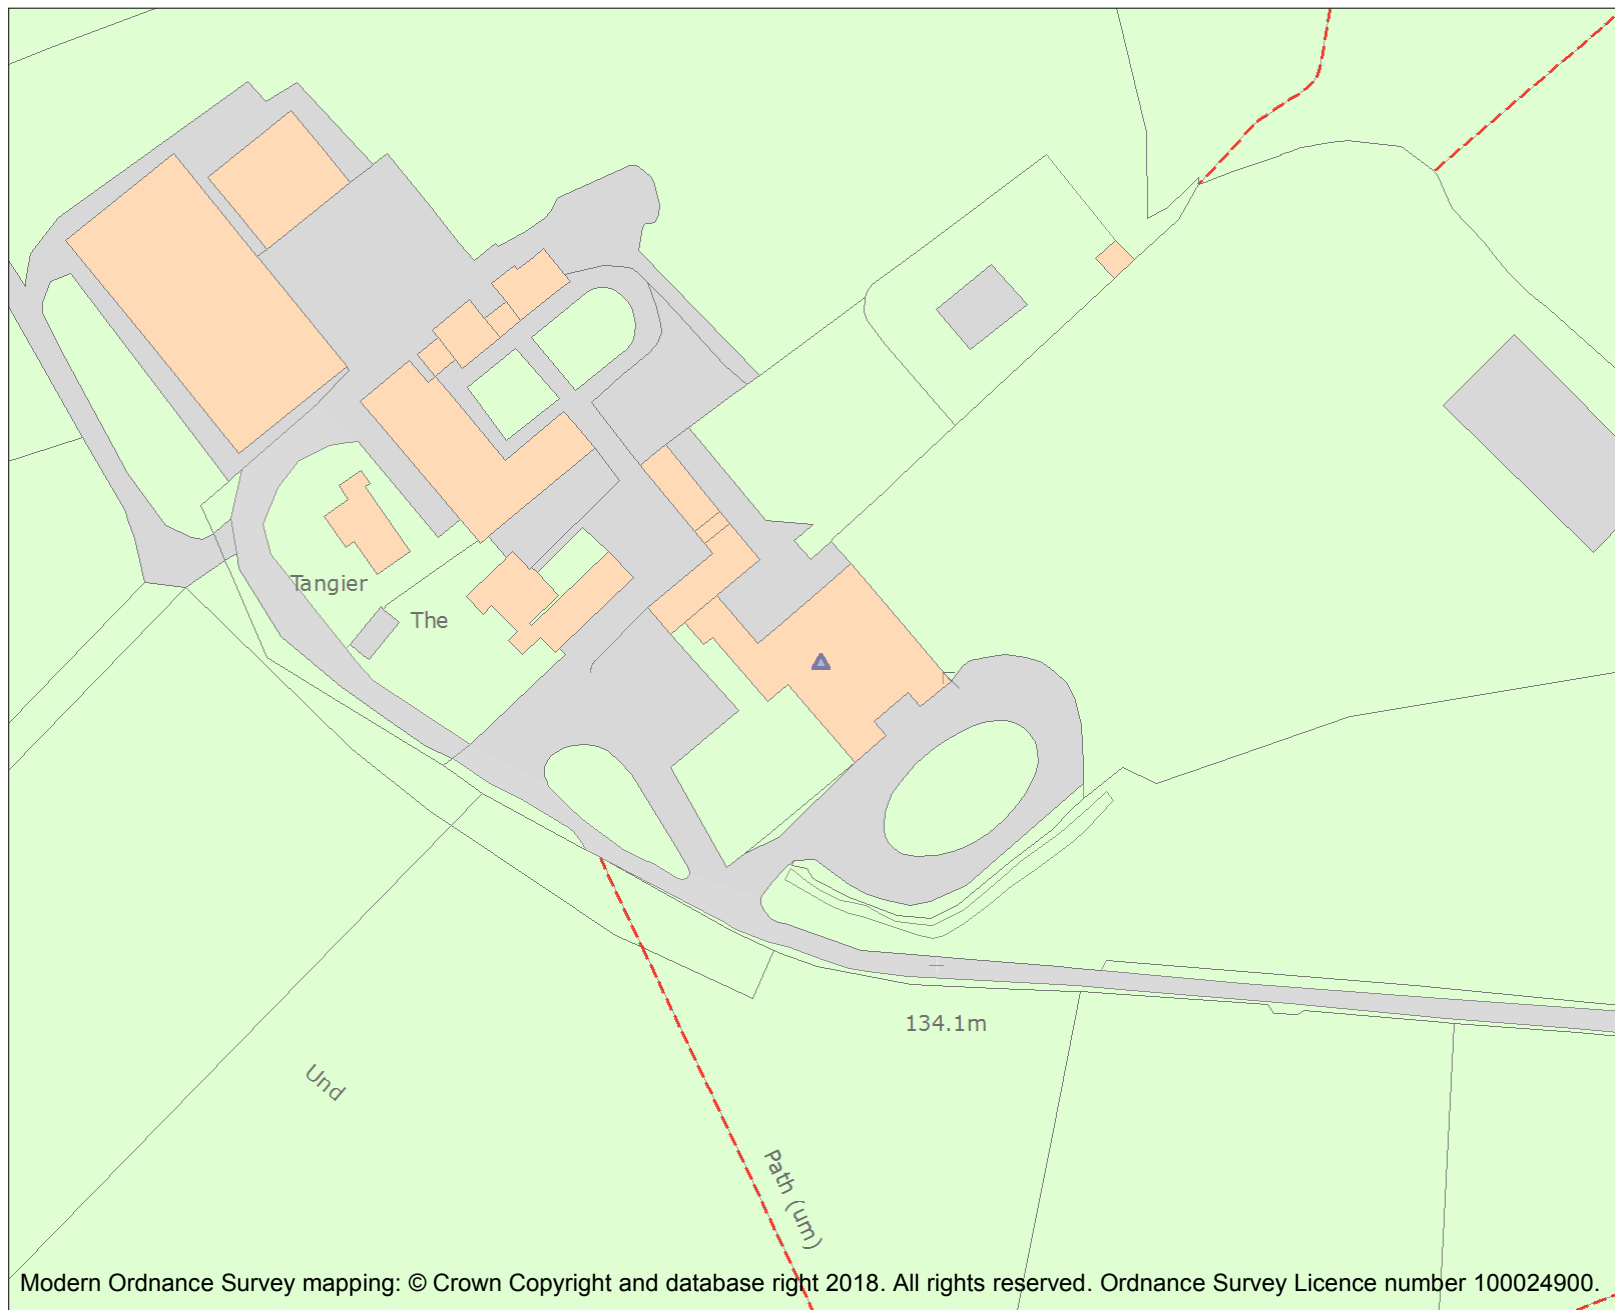 Tangier
The
134.1m
Und
Path (um)
Modern Ordnance Survey mapping: © Crown Copyright and database right 2018. All rights reserved. Ordnance Survey Licence number 100024900.